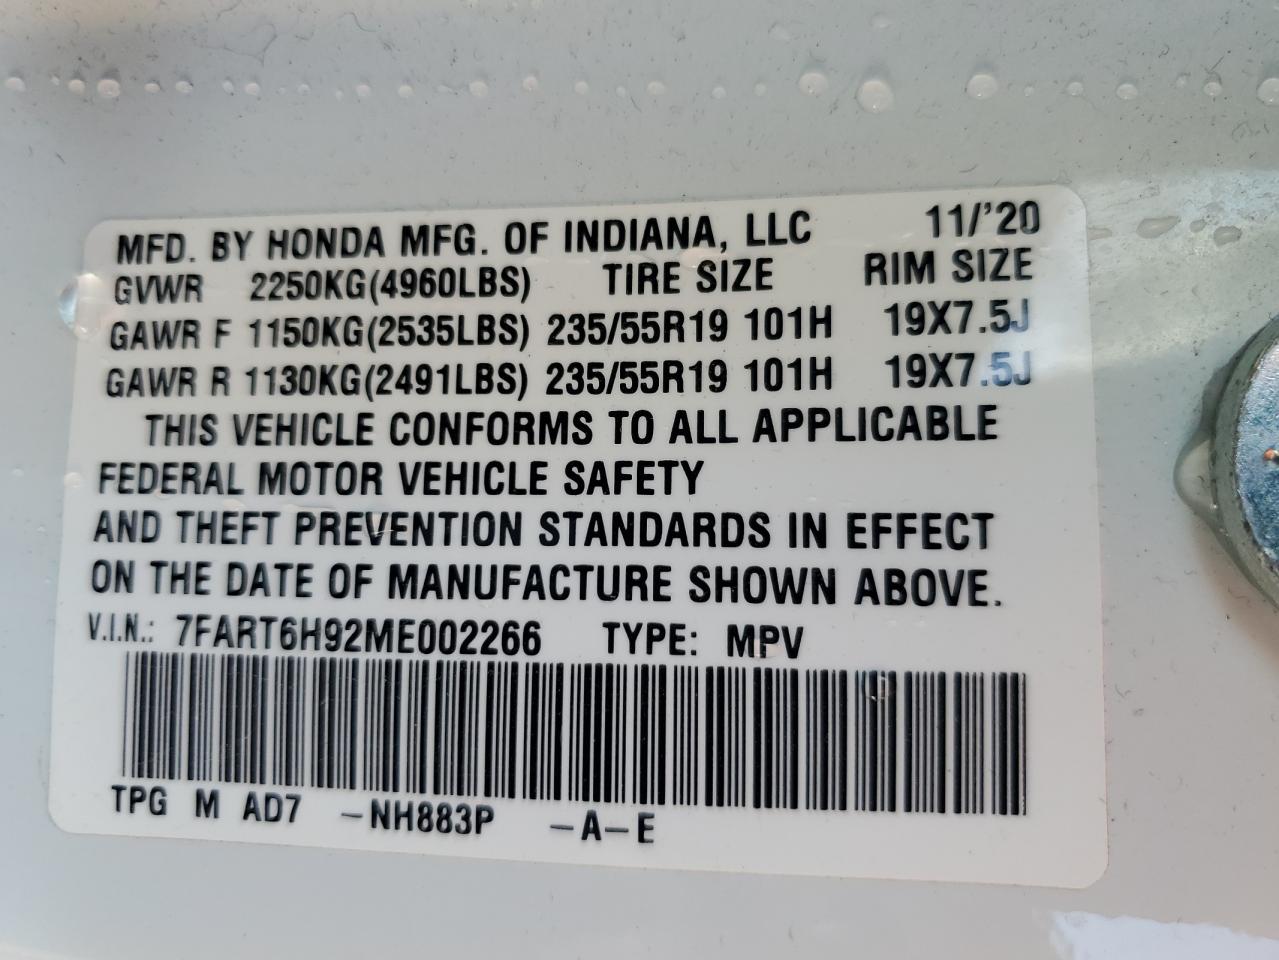 MFD. BY HONDA MFG. OF INDIANA, LLC 11/'20
GVWR 2250KG(4960LBS) TIRE SIZE RIM SIZE
GAWR F 1150KG(2535LBS) 235/55R19 101H 19X7.5J
GAWR R 1130KG(2491LBS) 235/55R19 101H 19X7.5J
THIS VEHICLE CONFORMS TO ALL APPLICABLE
FEDERAL MOTOR VEHICLE SAFETY
AND THEFT PREVENTION STANDARDS IN EFFECT
ON THE DATE OF MANUFACTURE SHOWN ABOVE.
V.I.N.: 7FART6H92ME002266 TYPE: MPV
TPG M AD7 -NH883P -A-E